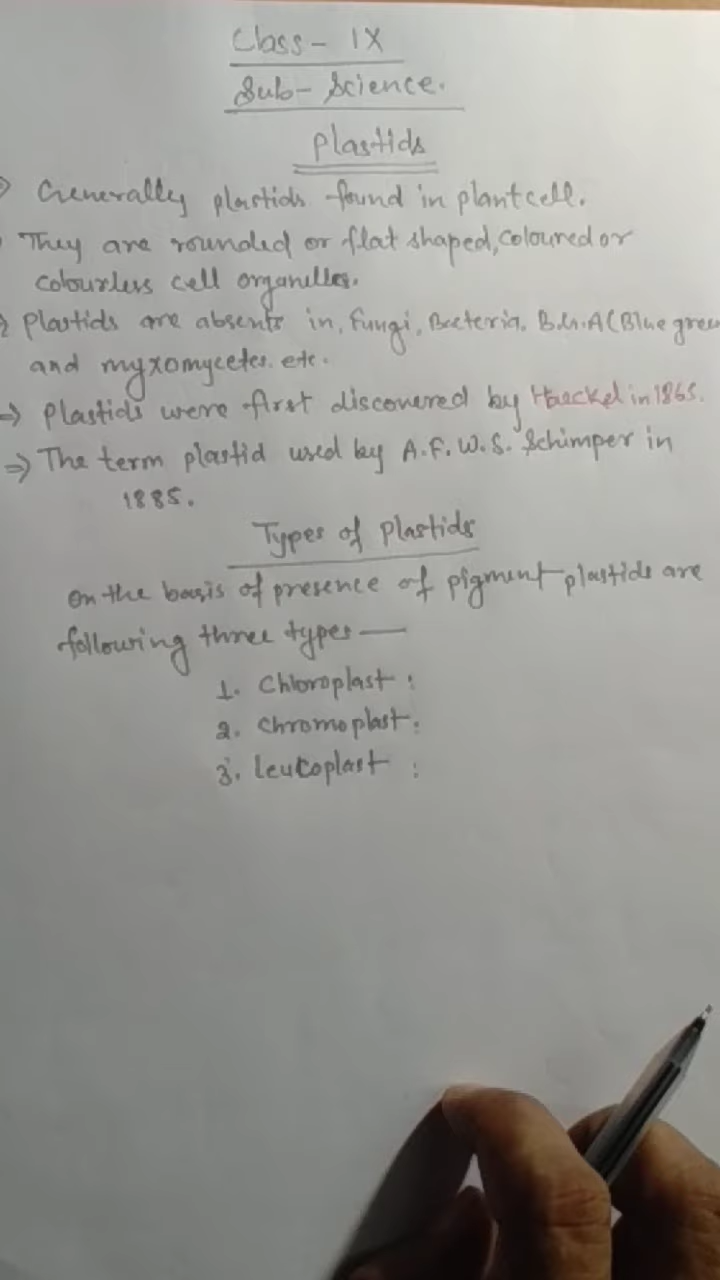 Class - IX
Sub - Science.
Plastids
⇒ Generally plastids found in plant cell.
They are rounded or flat shaped, coloured or
colourless cell organelles.
⇒ Plastids are absents in, Fungi, Bacteria, B.G.A (Blue green
and myxomycetes. etc.
⇒ Plastids were first discovered by Haeckel in 1865.
⇒ The term plastid used by A.F.W.S. Schimper in
1885.
Types of Plastids
On the basis of presence of pigment plastids are
following three types —
1. Chloroplast :
2. Chromoplast :
3. Leucoplast :